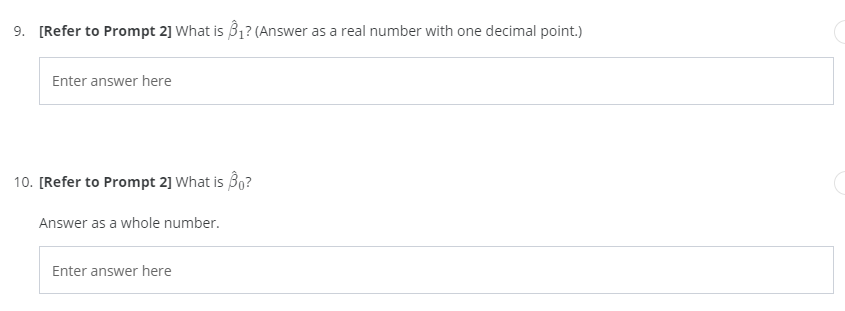 9. [Refer to Prompt 2] What is β̂₁? (Answer as a real number with one decimal point.)
Enter answer here
10. [Refer to Prompt 2] What is β̂₀?
Answer as a whole number.
Enter answer here